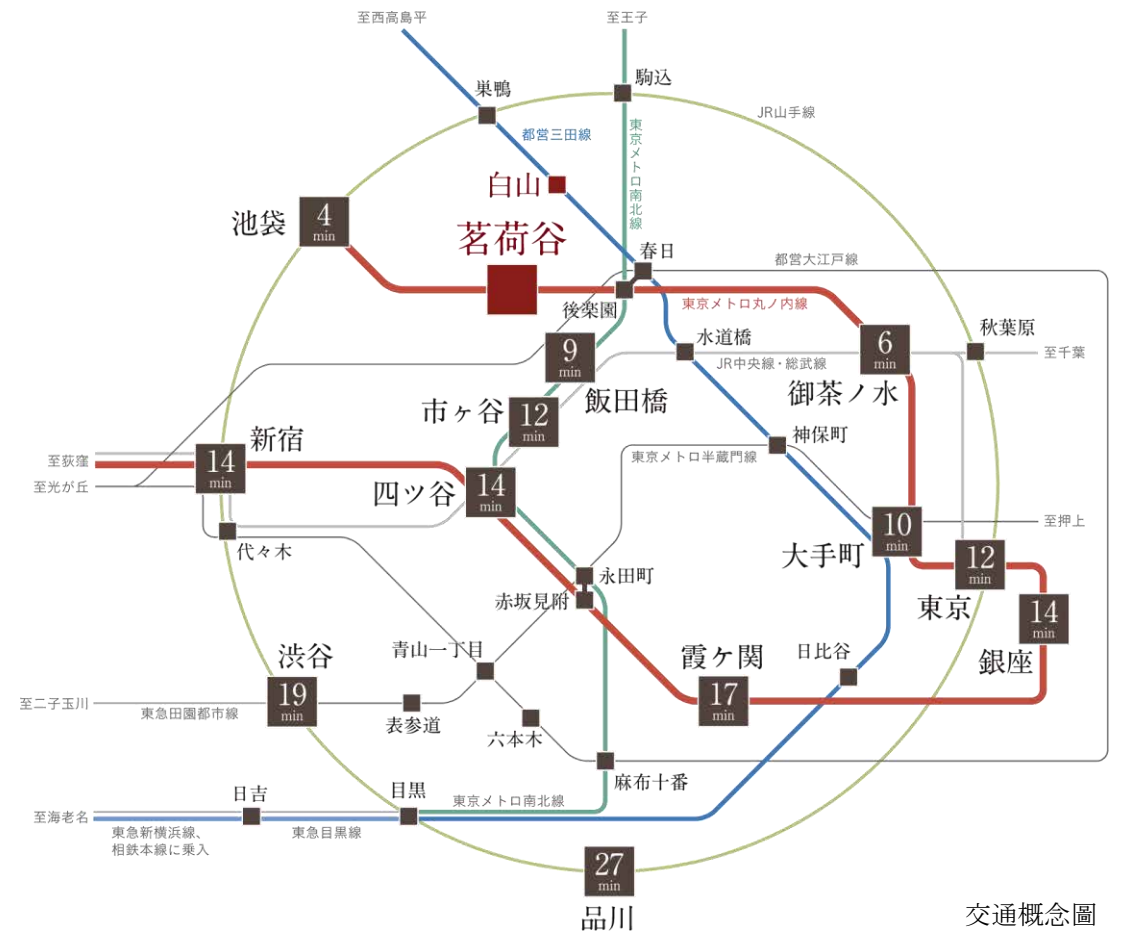 至西高島平
至王子
駒込
巣鴨
JR山手線
都営三田線
東京メトロ南北線
白山
池袋
4
min
茗荷谷
春日
都営大江戸線
後楽園
東京メトロ丸ノ内線
秋葉原
水道橋
6
min
至千葉
9
min
JR中央線・総武線
御茶ノ水
飯田橋
市ヶ谷
12
min
新宿
神保町
東京メトロ半蔵門線
至荻窪
14
min
至光が丘
四ツ谷
14
min
10
min
至押上
代々木
大手町
12
min
永田町
赤坂見附
東京
14
min
青山一丁目
日比谷
霞ケ関
銀座
渋谷
19
min
17
min
至二子玉川
東急田園都市線
表参道
六本木
麻布十番
目黒
日吉
東京メトロ南北線
至海老名
東急新横浜線、
相鉄本線に乗入
東急目黒線
27
min
品川
交通概念圖